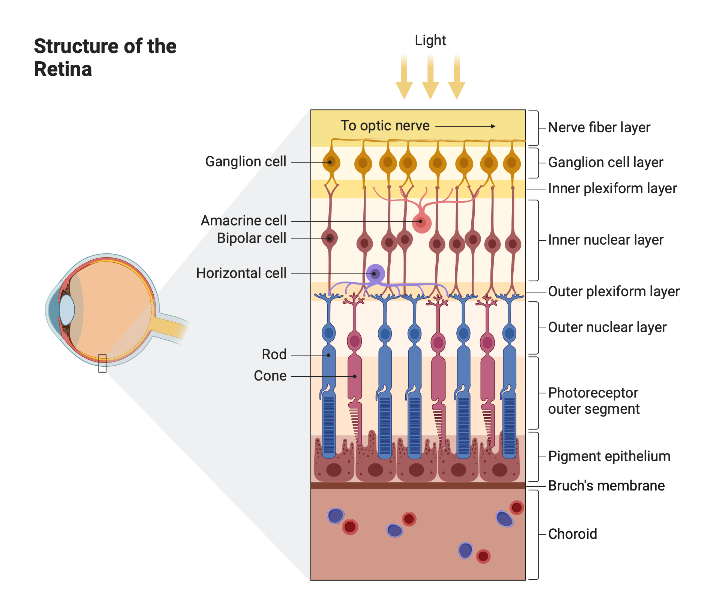 Structure of the
Retina
Light
To optic nerve
Nerve fiber layer
Ganglion cell
Ganglion cell layer
Inner plexiform layer
Amacrine cell
Bipolar cell
Inner nuclear layer
Horizontal cell
Outer plexiform layer
Outer nuclear layer
Rod
Cone
Photoreceptor
outer segment
Pigment epithelium
Bruch's membrane
Choroid